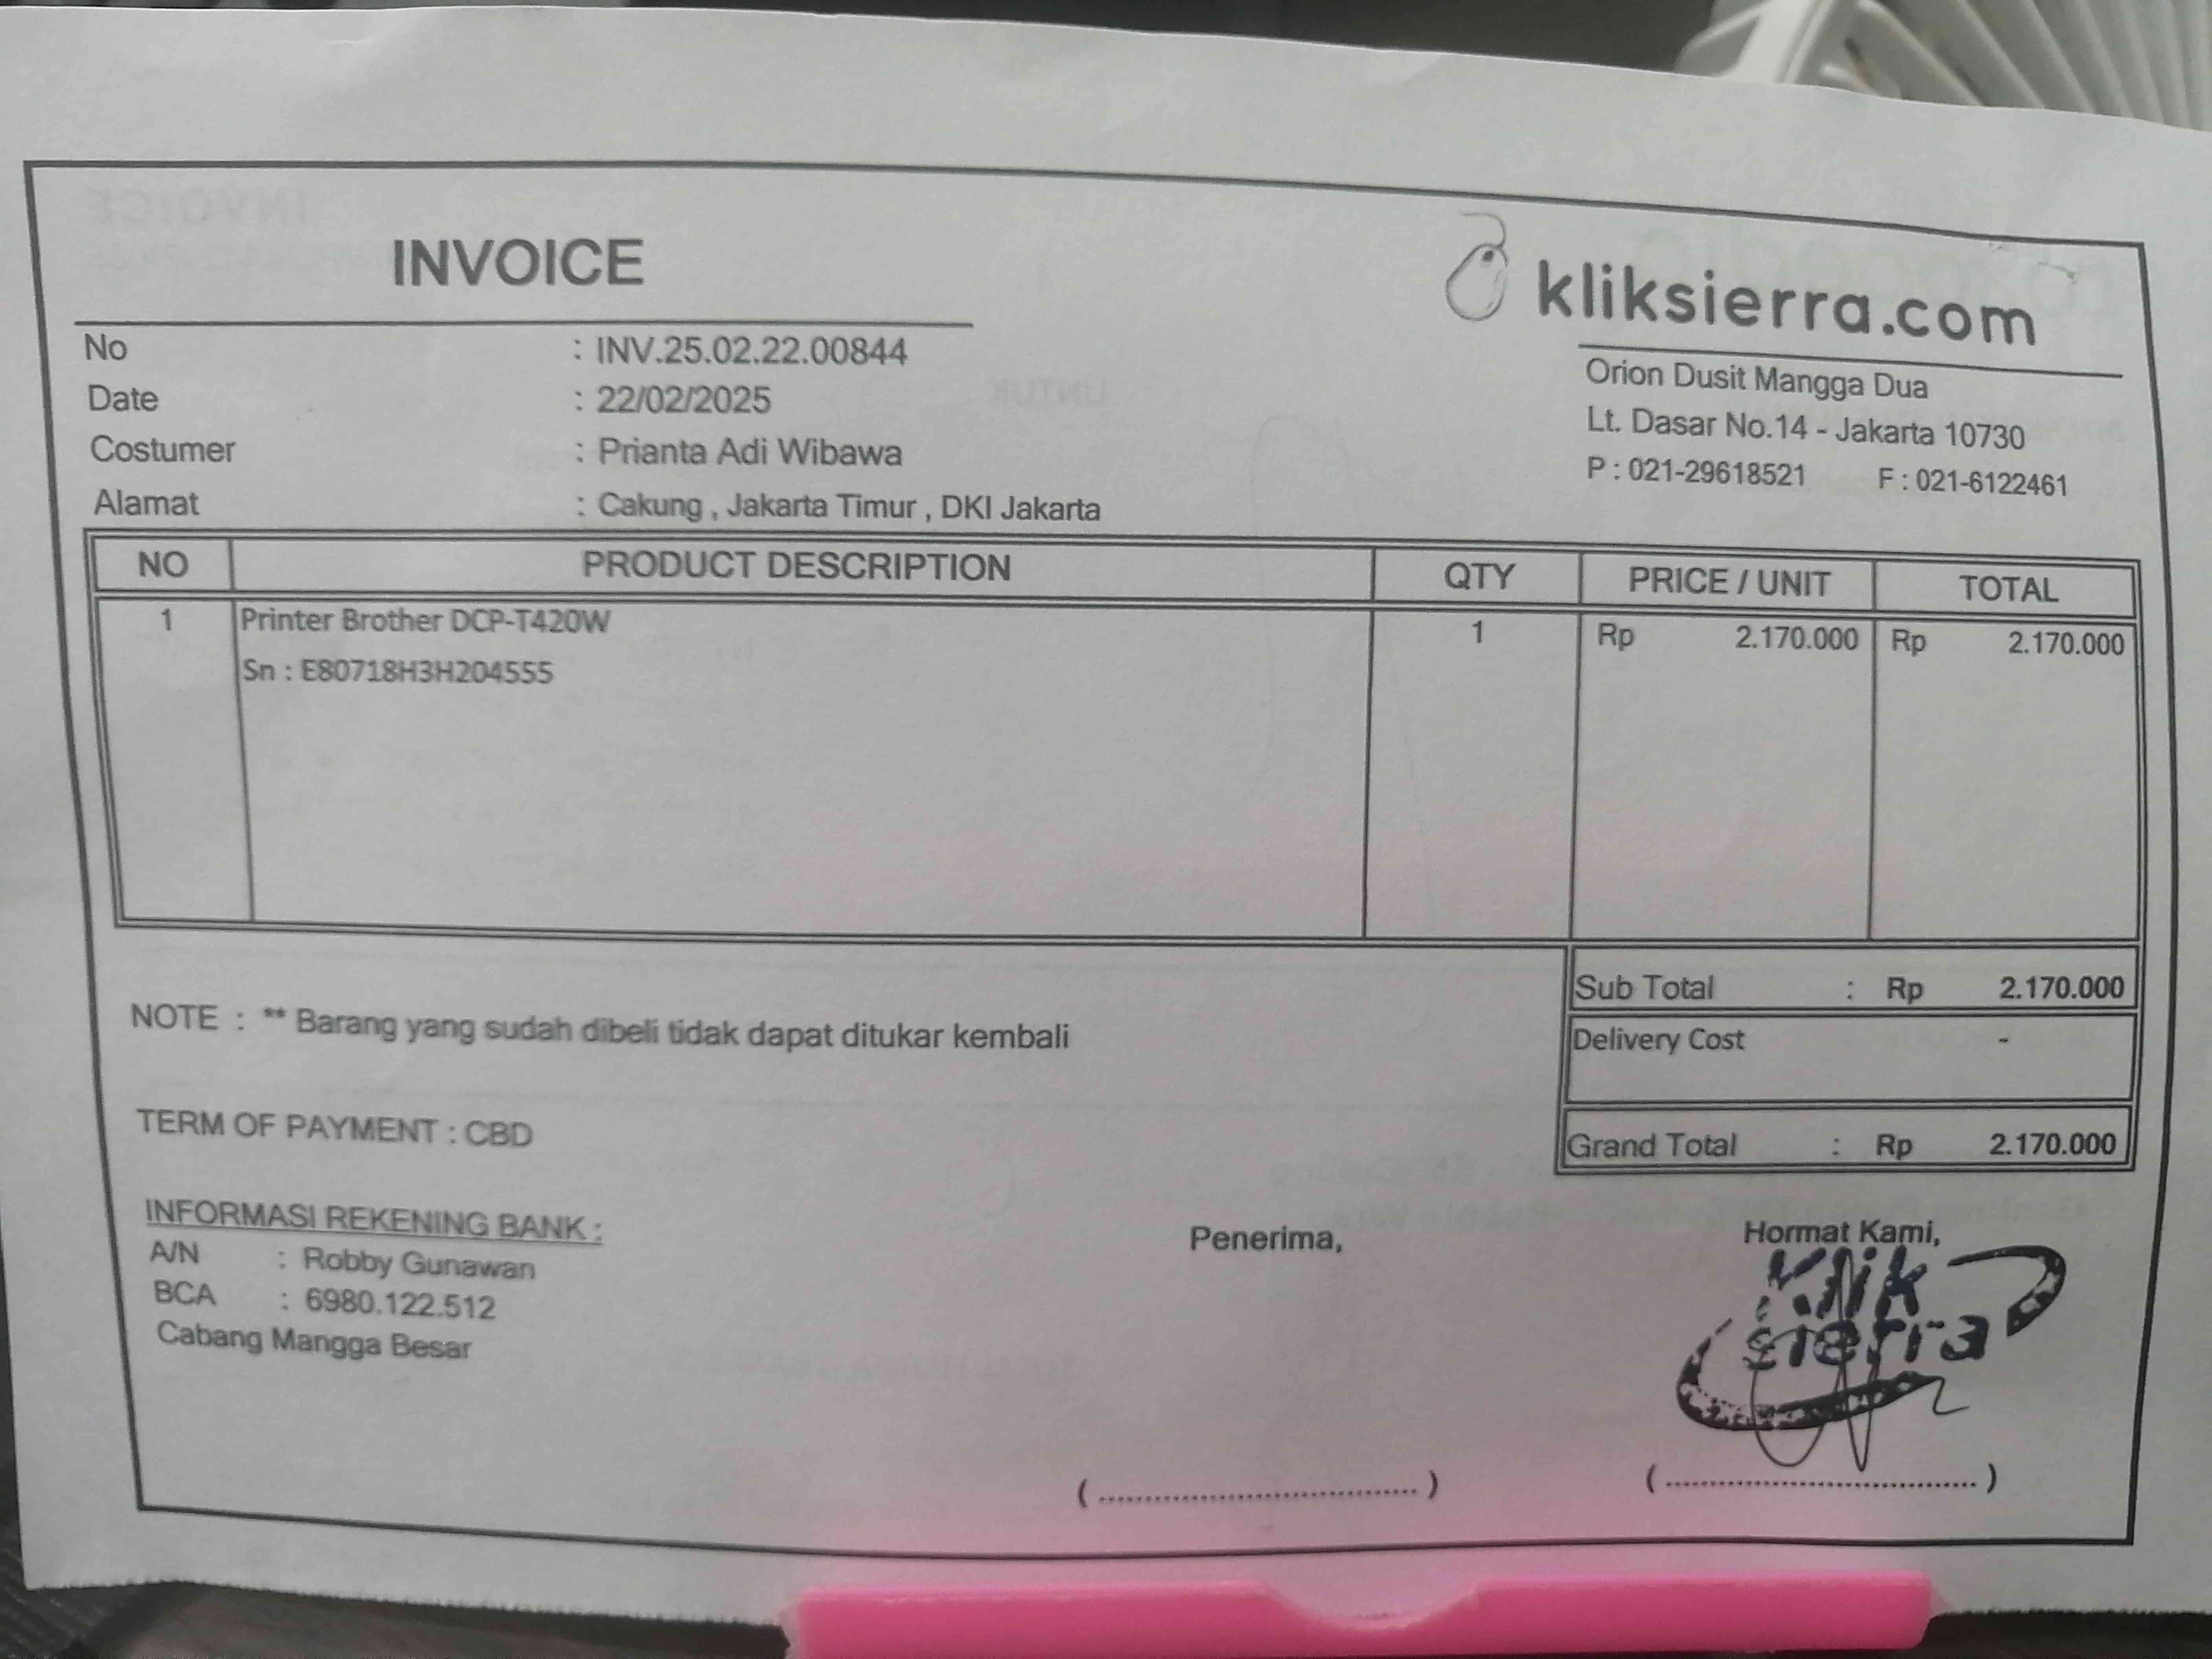 INVOICE
kliksierra.com
No : INV.25.02.22.00844
Date : 22/02/2025
Costumer : Prianta Adi Wibawa
Alamat : Cakung , Jakarta Timur , DKI Jakarta
Orion Dusit Mangga Dua
Lt. Dasar No.14 - Jakarta 10730
P : 021-29618521 F : 021-6122461
NO PRODUCT DESCRIPTION QTY PRICE / UNIT TOTAL
1 Printer Brother DCP-T420W 1 Rp 2.170.000 Rp 2.170.000
Sn : E80718H3H204555
Sub Total : Rp 2.170.000
Delivery Cost -
Grand Total : Rp 2.170.000
NOTE : ** Barang yang sudah dibeli tidak dapat ditukar kembali
TERM OF PAYMENT : CBD
INFORMASI REKENING BANK :
A/N : Robby Gunawan
BCA : 6980.122.512
Cabang Mangga Besar
Penerima,
Hormat Kami,
Klik
sierra
( ................................ )
( ................................ )